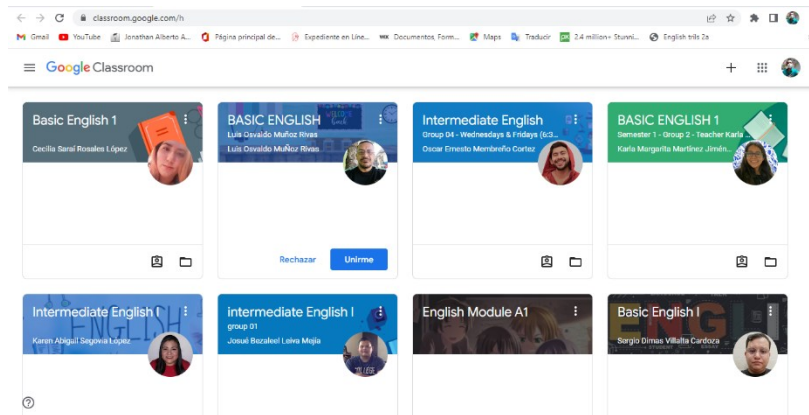 classroom.google.com/h
Gmail YouTube Jonathan Alberto A... Página principal de... Expediente en Líne... Documentos, Form... Maps Traducir 2.4 million+ Stunni... English trils 2a
Google Classroom
Basic English 1
Cecilia Saraí Rosales López
BASIC ENGLISH
Luis Osvaldo Muñoz Rivas
Luis Osvaldo Muñoz Rivas
Rechazar Unirme
Intermediate English
Group 04 - Wednesdays & Fridays (6:3...
Oscar Ernesto Membreño Cortez
BASIC ENGLISH 1
Semester 1 - Group 2 - Teacher Karla ...
Karla Margarita Martínez Jimén...
Intermediate English I
ENGLISH
Karen Abigail Segovia López
intermediate English I
group 01
Josué Bezaleel Leiva Mejía
English Module A1
Basic English I
ENG
Sergio Dimas Villalta Cardoza